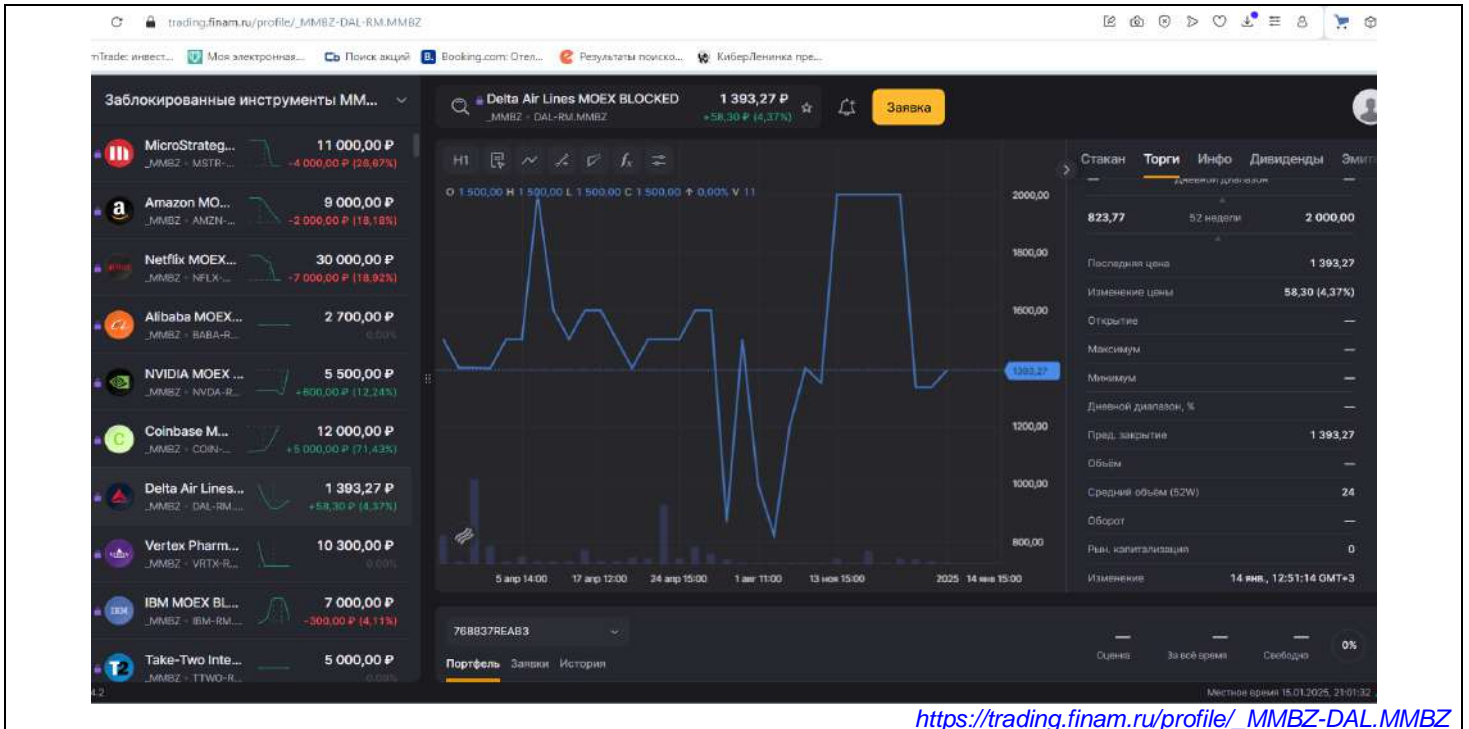 trading.finam.ru/profile/_MMBZ-DAL-RM.MMBZ
mTrade: инвест... Моя электронная... Поиск акций Booking.com: Отел... Результаты поиско... КиберЛенинка пре...
Заблокированные инструменты ММ...
Delta Air Lines MOEX BLOCKED 1 393,27 ₽
_MMBZ · DAL-RM.MMBZ +58,30 ₽ (4,37%)
Заявка
MicroStrateg... 11 000,00 ₽
_MMBZ · MSTR-... -4 000,00 ₽ (26,67%)
Amazon MO... 9 000,00 ₽
_MMBZ · AMZN-... -2 000,00 ₽ (18,18%)
Netflix MOEX... 30 000,00 ₽
_MMBZ · NFLX-... -7 000,00 ₽ (18,92%)
Alibaba MOEX... 2 700,00 ₽
_MMBZ · BABA-R... 0,00%
NVIDIA MOEX ... 5 500,00 ₽
_MMBZ · NVDA-R... +600,00 ₽ (12,24%)
Coinbase M... 12 000,00 ₽
_MMBZ · COIN-... +5 000,00 ₽ (71,43%)
Delta Air Lines... 1 393,27 ₽
_MMBZ · DAL-RM.... +58,30 ₽ (4,37%)
Vertex Pharm... 10 300,00 ₽
_MMBZ · VRTX-R... 0,00%
IBM MOEX BL... 7 000,00 ₽
_MMBZ · IBM-RM.... -300,00 ₽ (4,11%)
Take-Two Inte... 5 000,00 ₽
_MMBZ · TTWO-R... 0,00%
4.2
H1
O 1 500,00 H 1 500,00 L 1 500,00 C 1 500,00 0,00% V 11
2000,00
1800,00
1600,00
1393,27
1200,00
1000,00
800,00
5 апр 14:00 17 апр 12:00 24 апр 15:00 1 авг 11:00 13 ноя 15:00 2025 14 янв 15:00
Стакан Торги Инфо Дивиденды Эмит
— Дневной диапазон —
823,77 52 недели 2 000,00
Последняя цена 1 393,27
Изменение цены 58,30 (4,37%)
Открытие —
Максимум —
Минимум —
Дневной диапазон, % —
Пред. закрытие 1 393,27
Объём —
Средний объём (52W) 24
Оборот —
Рын. капитализация 0
Изменение 14 янв., 12:51:14 GMT+3
768837REAB3
Портфель Заявки История
— — — 0%
Оценка За всё время Свободно
Местное время 15.01.2025, 21:01:32
https://trading.finam.ru/profile/_MMBZ-DAL.MMBZ